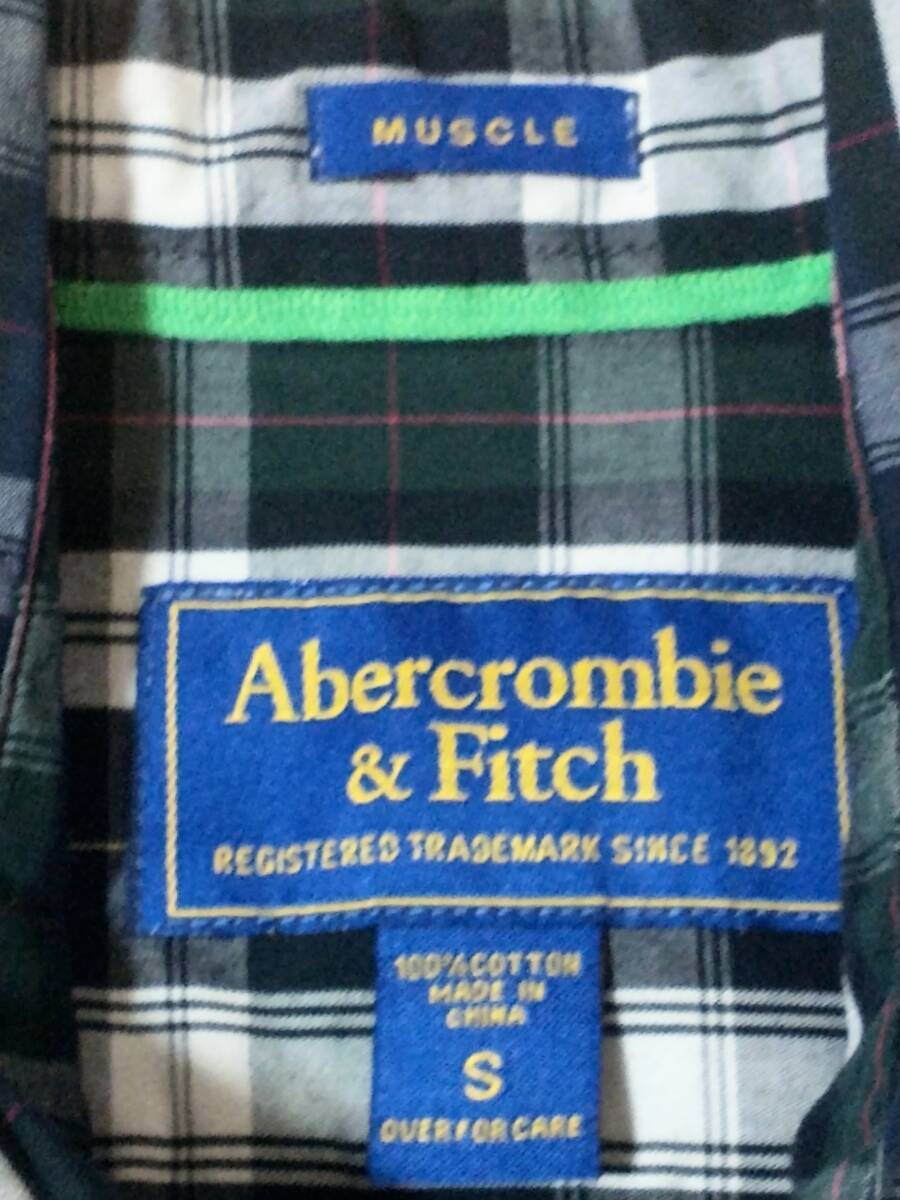 MUSCLE
Abercrombie
& Fitch
REGISTERED TRADEMARK SINCE 1892
100% COTTON
MADE IN
CHINA
S
OVER FOR CARE